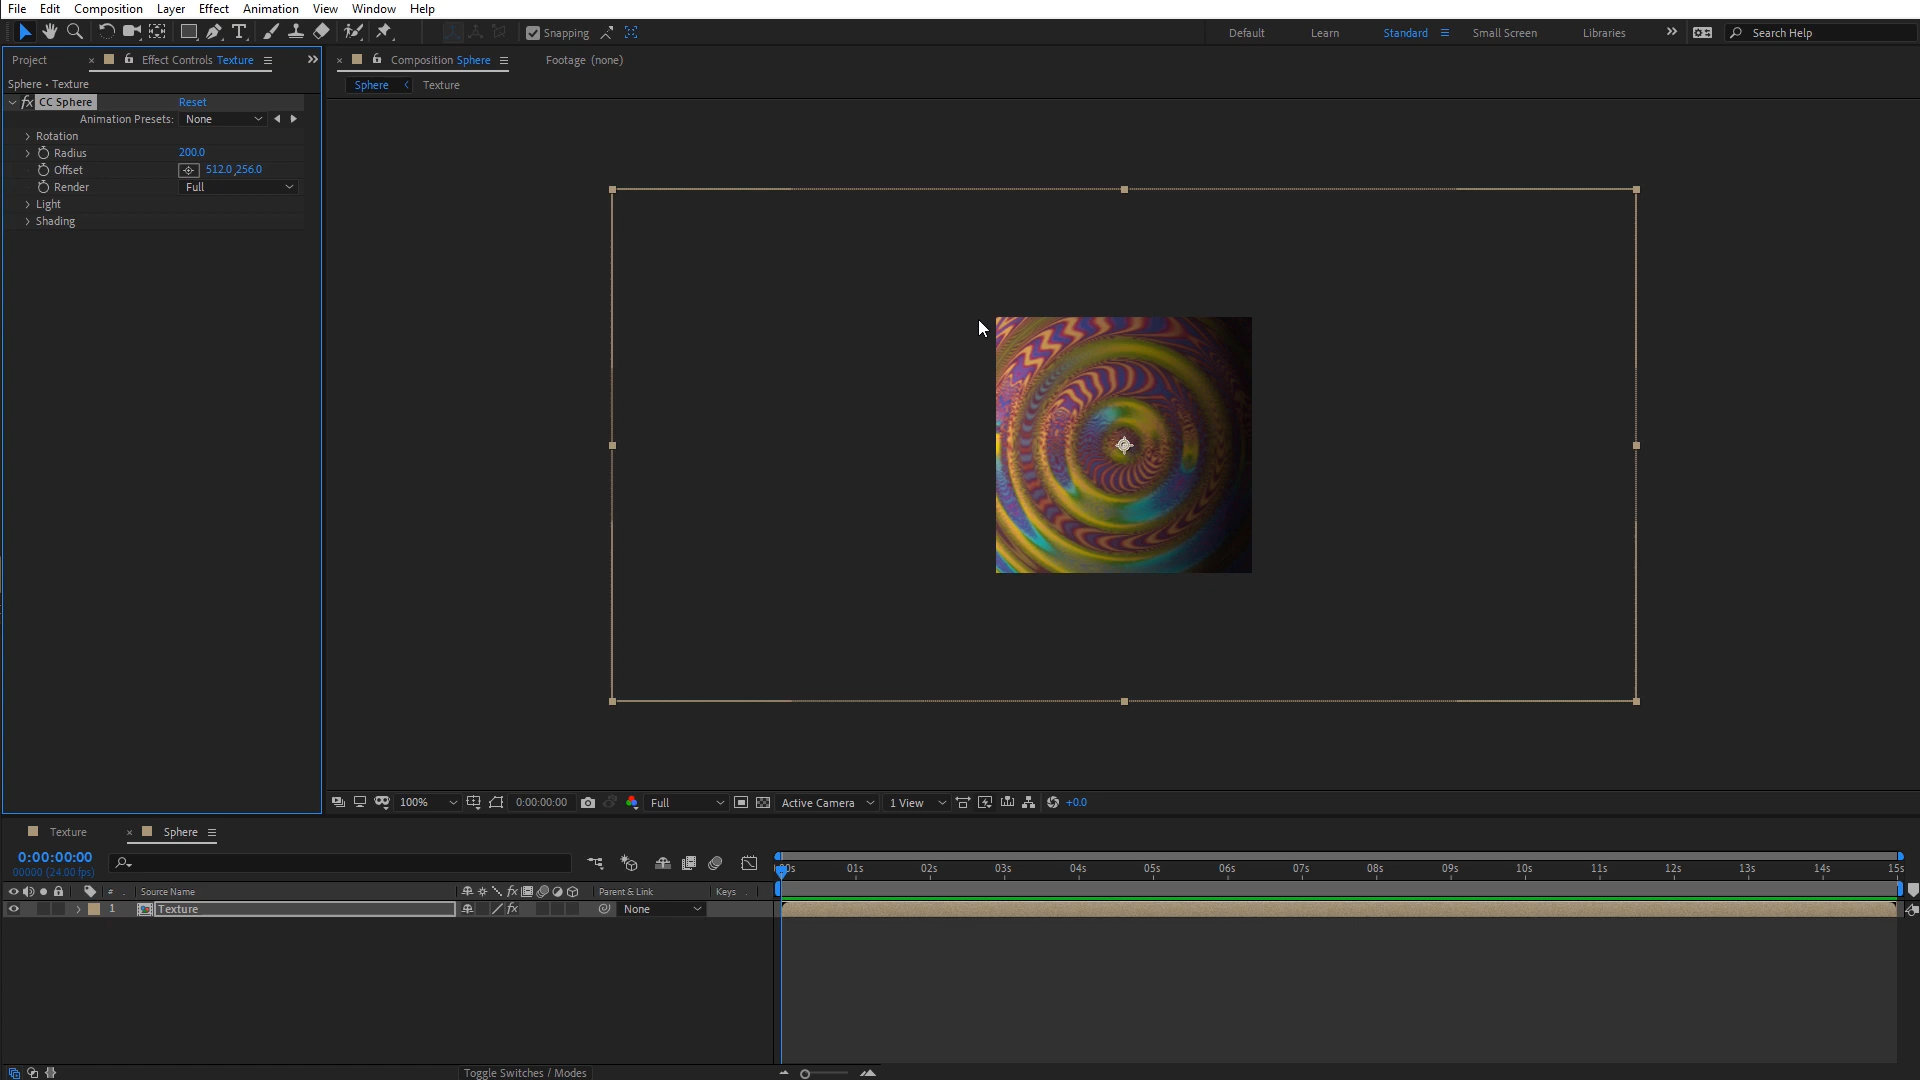 File Edit Composition Layer Effect Animation View Window Help
Snapping Default Learn Standard Small Screen Libraries Search Help
Project Effect Controls Texture Composition Sphere Footage (none)
Sphere • Texture
Sphere Texture
fx CC Sphere Reset
Animation Presets: None
Rotation
Radius 200.0
Offset 512.0,256.0
Render Full
Light
Shading
100% 0:00:00:00 Full Active Camera 1 View +0.0
Texture Sphere
0:00:00:00
00000 (24.00 fps)
:00s 01s 02s 03s 04s 05s 06s 07s 08s 09s 10s 11s 12s 13s 14s 15s
# Source Name fx Parent & Link Keys
1 Texture fx None
Toggle Switches / Modes